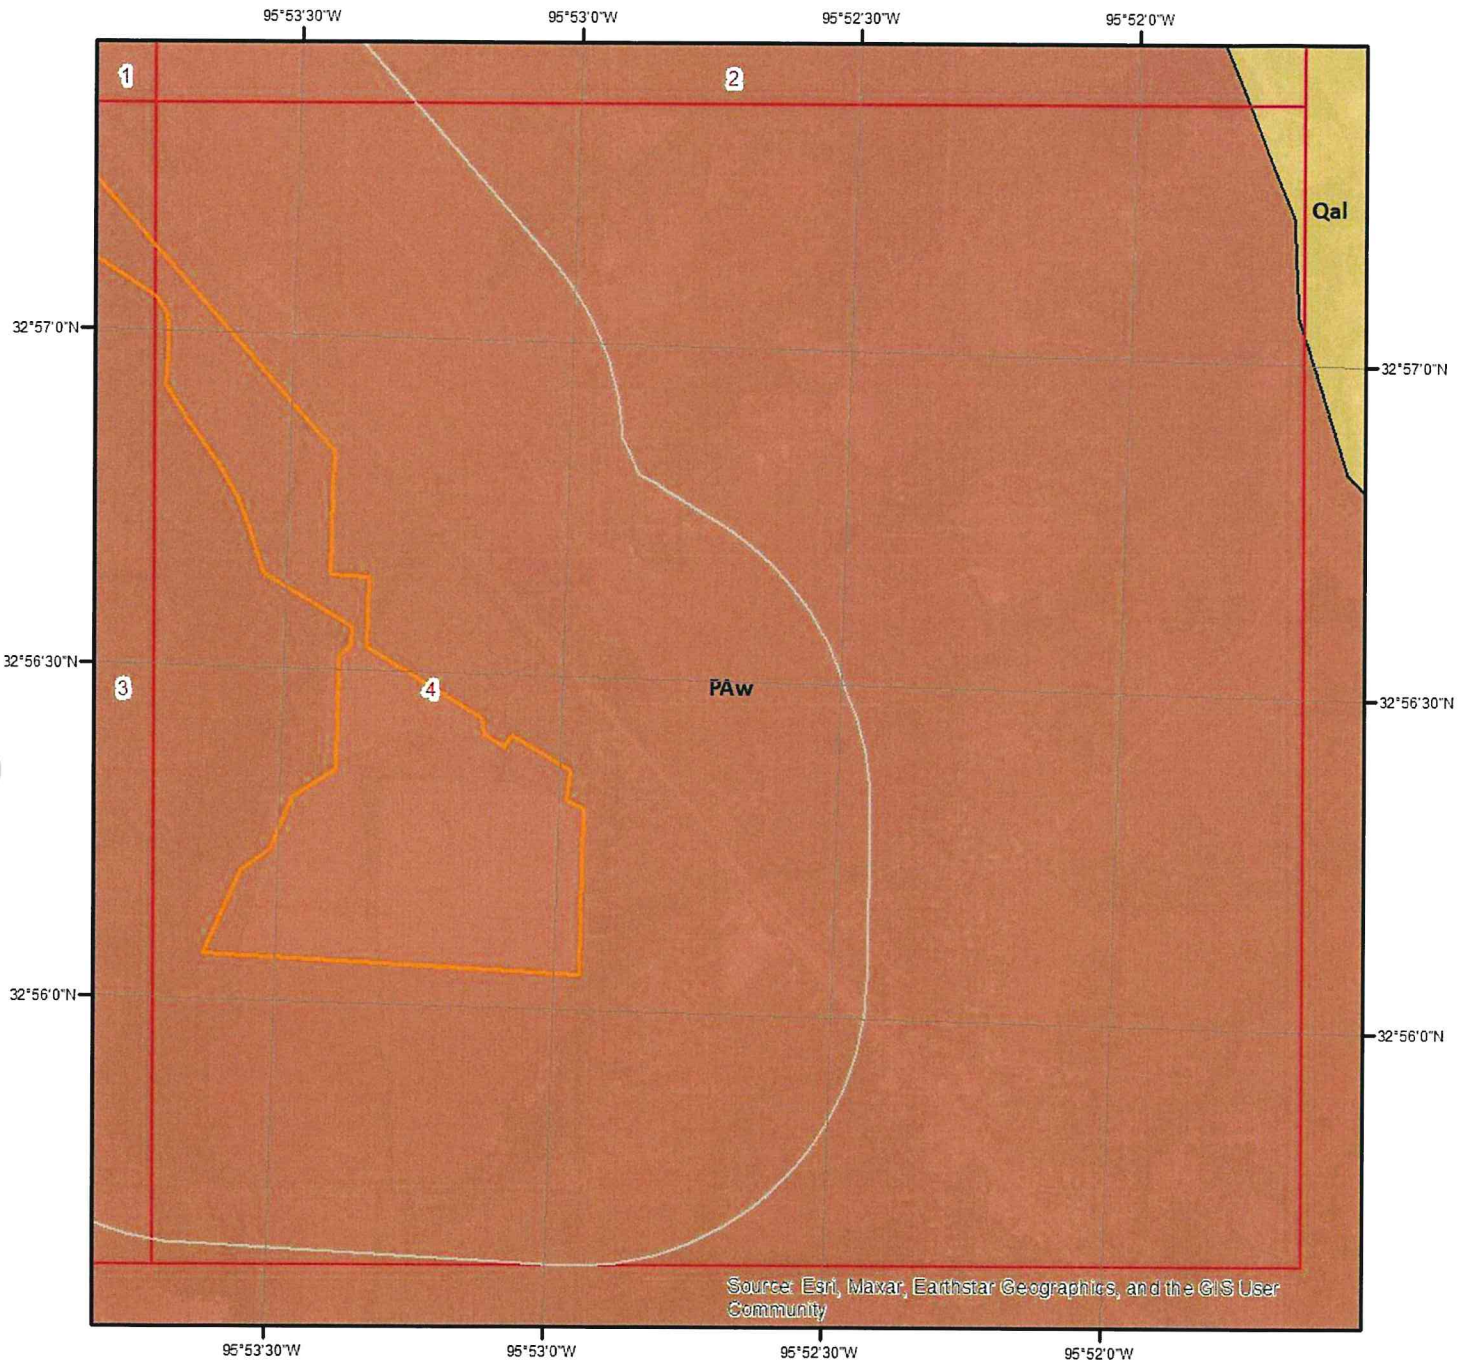 95°53'30"W 95°53'0"W 95°52'30"W 95°52'0"W
1
2
Qal
32°57'0"N
32°57'0"N
32°56'30"N
3
4
PAw
32°56'30"N
32°56'0"N
32°56'0"N
Source: Esri, Maxar, Earthstar Geographics, and the GIS User
Community
95°53'30"W 95°53'0"W 95°52'30"W 95°52'0"W